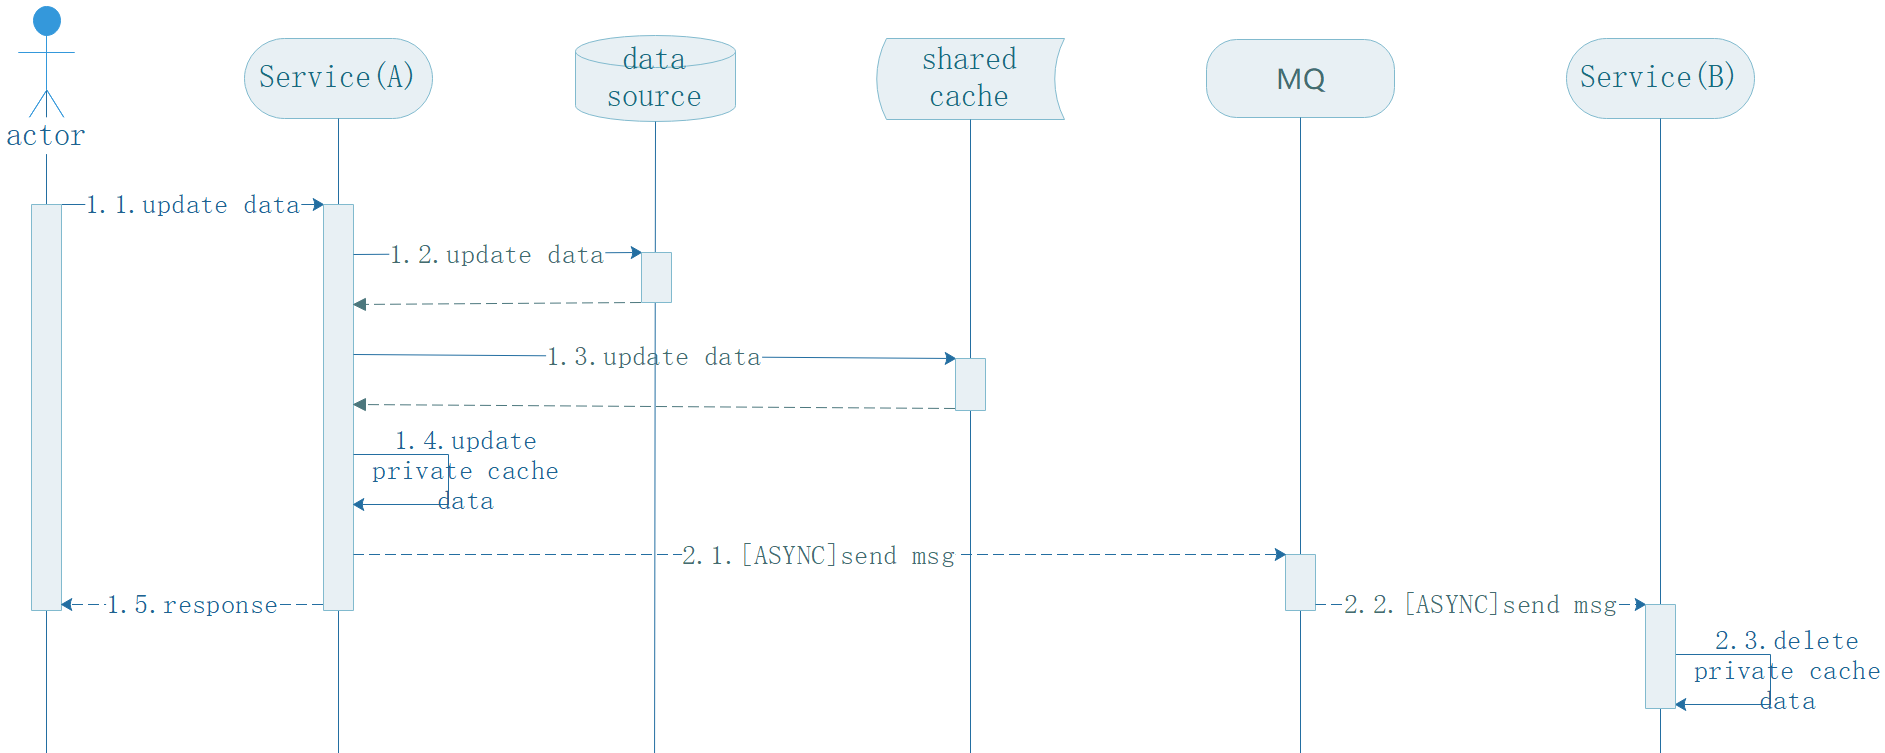 actor
Service(A)
data
source
shared
cache
MQ
Service(B)
1.1.update data
1.2.update data
1.3.update data
1.4.update
private cache
data
2.1.[ASYNC]send msg
1.5.response
2.2.[ASYNC]send msg
2.3.delete
private cache
data